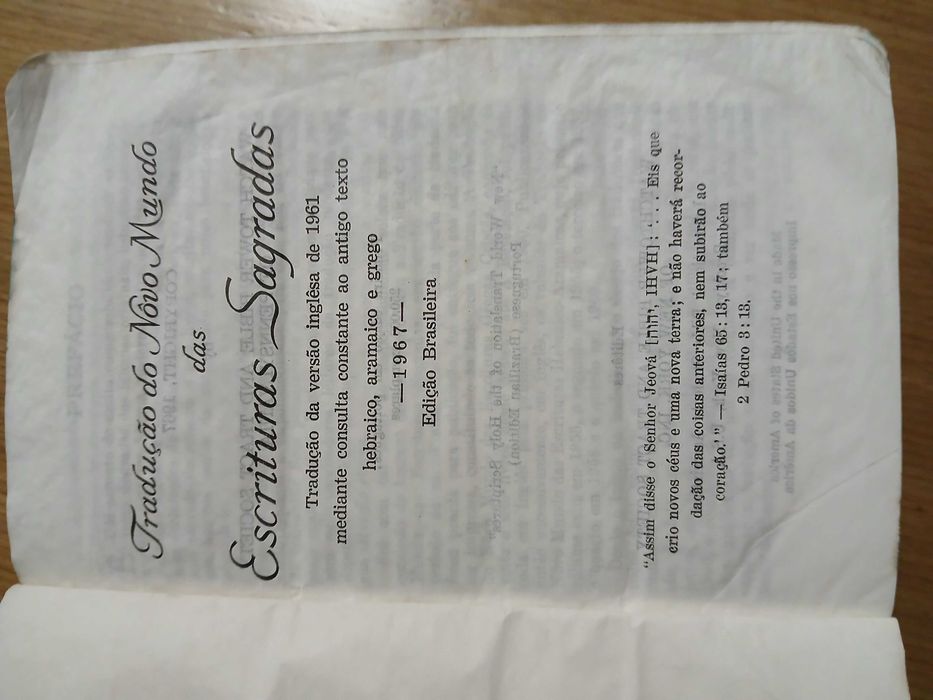 Tradução do Nôvo Mundo
das
Escrituras Sagradas
Tradução da versão inglêsa de 1961
mediante consulta constante ao antigo texto
hebraico, aramaico e grego
—1967—
Edição Brasileira
“Assim disse o Senhor Jeová [יהוה, IHVH]: ‘. . . Eis que
crio novos céus e uma nova terra; e não haverá recor-
dação das coisas anteriores, nem subirão ao
coração.’” — Isaías 65:13, 17; também
2 Pedro 3:13.